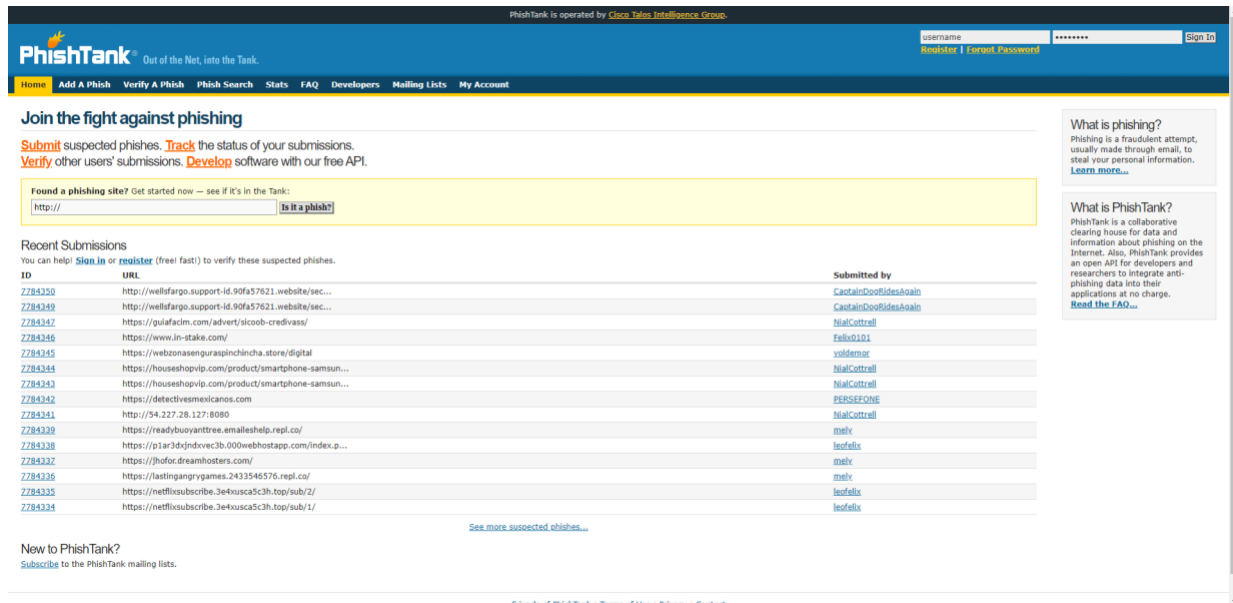 PhishTank is operated by Cisco Talos Intelligence Group.
PhishTank® Out of the Net, into the Tank.
username •••••••• Sign In
Register | Forgot Password
Home Add A Phish Verify A Phish Phish Search Stats FAQ Developers Mailing Lists My Account
Join the fight against phishing
Submit suspected phishes. Track the status of your submissions.
Verify other users' submissions. Develop software with our free API.
Found a phishing site? Get started now — see if it's in the Tank:
http:// Is it a phish?
Recent Submissions
You can help! Sign in or register (free! fast!) to verify these suspected phishes.
ID URL Submitted by
7784350 http://wellsfargo.support-id.90fa57621.website/sec... CaptainDogRidesAgain
7784349 http://wellsfargo.support-id.90fa57621.website/sec... CaptainDogRidesAgain
7784347 https://guiafacim.com/advert/sicoob-credivass/ NialCottrell
7784346 https://www.in-stake.com/ Felix0101
7784345 https://webzonasenguraspinchincha.store/digital voldemor
7784344 https://houseshopvip.com/product/smartphone-samsun... NialCottrell
7784343 https://houseshopvip.com/product/smartphone-samsun... NialCottrell
7784342 https://detectivesmexicanos.com PERSEFONE
7784341 http://54.227.28.127:8080 NialCottrell
7784339 https://readybuoyanttree.emaileshelp.repl.co/ mely
7784338 https://p1ar3dxjndxvec3b.000webhostapp.com/index.p... leofelix
7784337 https://jhofor.dreamhosters.com/ mely
7784336 https://lastingangrygames.2433546576.repl.co/ mely
7784335 https://netflixsubscribe.3e4xusca5c3h.top/sub/2/ leofelix
7784334 https://netflixsubscribe.3e4xusca5c3h.top/sub/1/ leofelix
See more suspected phishes...
New to PhishTank?
Subscribe to the PhishTank mailing lists.
What is phishing?
Phishing is a fraudulent attempt,
usually made through email, to
steal your personal information.
Learn more...
What is PhishTank?
PhishTank is a collaborative
clearing house for data and
information about phishing on the
Internet. Also, PhishTank provides
an open API for developers and
researchers to integrate anti-
phishing data into their
applications at no charge.
Read the FAQ...